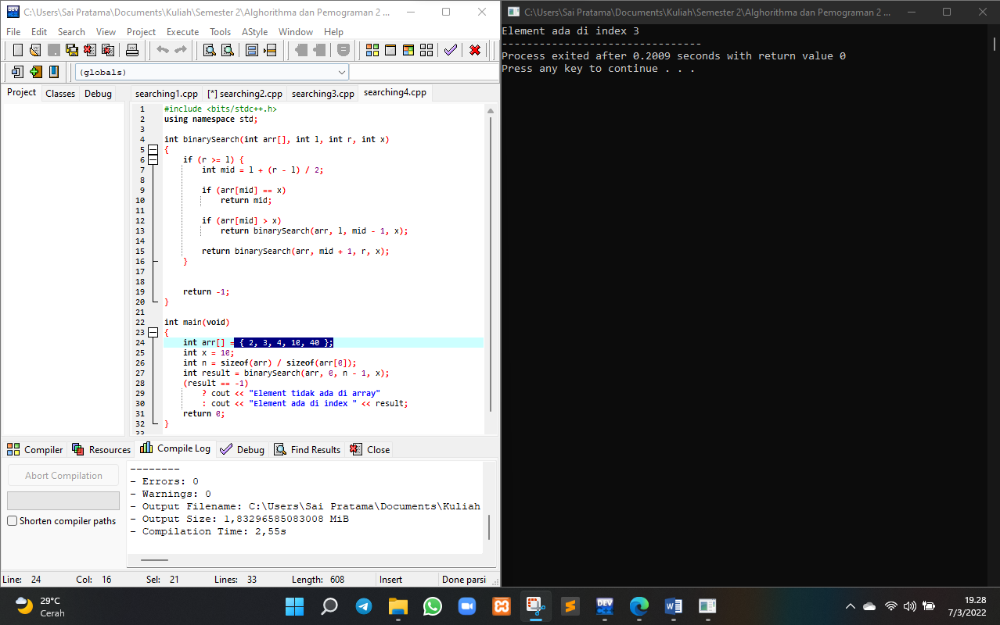 C:\Users\Sai Pratama\Documents\Kuliah\Semester 2\Alghorithma dan Pemograman 2 ...
File Edit Search View Project Execute Tools AStyle Window Help
(globals)
Project Classes Debug
searching1.cpp [*] searching2.cpp searching3.cpp searching4.cpp
1 #include <bits/stdc++.h>
2 using namespace std;
3
4 int binarySearch(int arr[], int l, int r, int x)
5 {
6 if (r >= l) {
7 int mid = l + (r - l) / 2;
8
9 if (arr[mid] == x)
10 return mid;
11
12 if (arr[mid] > x)
13 return binarySearch(arr, l, mid - 1, x);
14
15 return binarySearch(arr, mid + 1, r, x);
16 }
17
18
19 return -1;
20 }
21
22 int main(void)
23 {
24 int arr[] = { 2, 3, 4, 10, 40 };
25 int x = 10;
26 int n = sizeof(arr) / sizeof(arr[0]);
27 int result = binarySearch(arr, 0, n - 1, x);
28 (result == -1)
29 ? cout << "Element tidak ada di array"
30 : cout << "Element ada di index " << result;
31 return 0;
32 }
33
Compiler Resources Compile Log Debug Find Results Close
Abort Compilation
Shorten compiler paths
--------
- Errors: 0
- Warnings: 0
- Output Filename: C:\Users\Sai Pratama\Documents\Kuliah
- Output Size: 1,83296585083008 MiB
- Compilation Time: 2,55s
Line: 24 Col: 16 Sel: 21 Lines: 33 Length: 608 Insert Done parsi
C:\Users\Sai Pratama\Documents\Kuliah\Semester 2\Alghorithma dan Pemograman 2 ...
Element ada di index 3
--------------------------------
Process exited after 0.2009 seconds with return value 0
Press any key to continue . . .
29°C
Cerah
DEV
19.28
7/3/2022